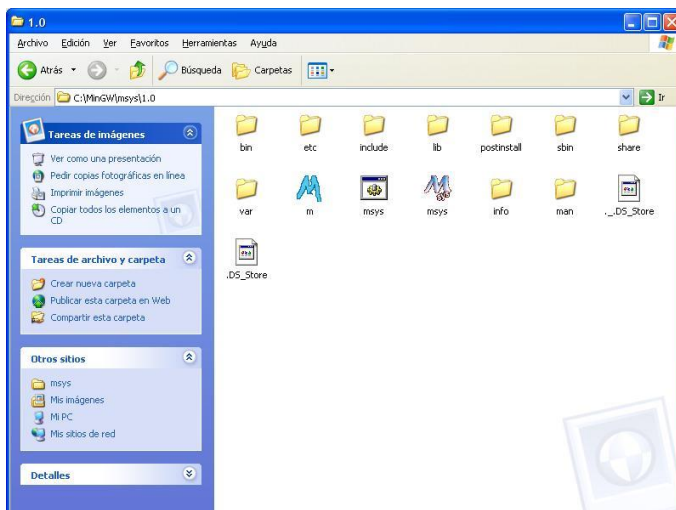 1.0
Archivo Edición Ver Favoritos Herramientas Ayuda
Atrás Búsqueda Carpetas
Dirección C:\MinGW\msys\1.0 Ir
Tareas de imágenes
Ver como una presentación
Pedir copias fotográficas en línea
Imprimir imágenes
Copiar todos los elementos a un
CD
Tareas de archivo y carpeta
Crear nueva carpeta
Publicar esta carpeta en Web
Compartir esta carpeta
Otros sitios
msys
Mis imágenes
Mi PC
Mis sitios de red
Detalles
bin etc include lib postinstall sbin share
var m msys msys info man ._.DS_Store
.DS_Store